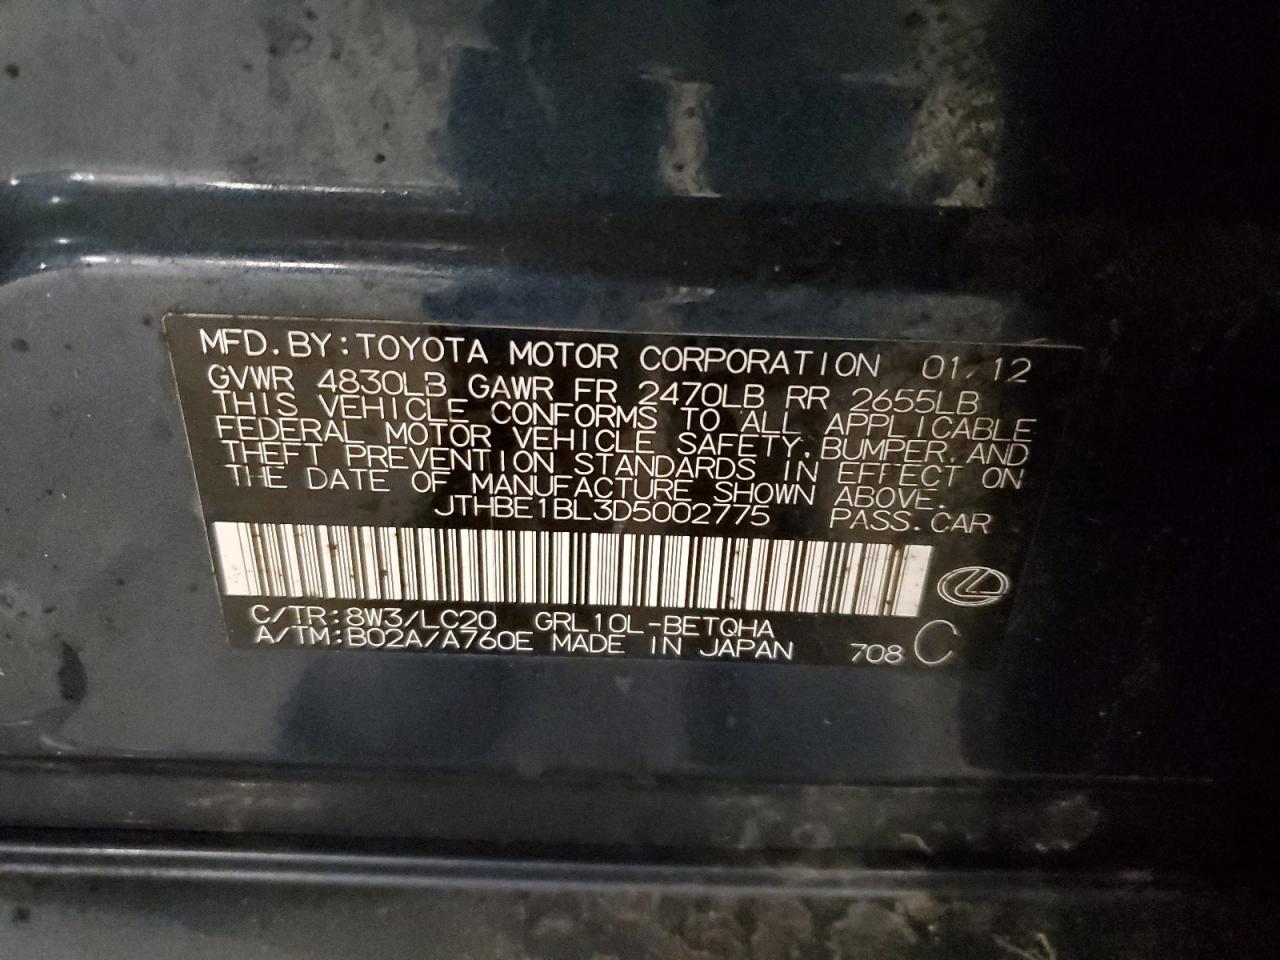 MFD.BY:TOYOTA MOTOR CORPORATION 01/12
GVWR 4830LB GAWR FR 2470LB RR 2655LB
THIS VEHICLE CONFORMS TO ALL APPLICABLE
FEDERAL MOTOR VEHICLE SAFETY,BUMPER,AND
THEFT PREVENTION STANDARDS IN EFFECT ON
THE DATE OF MANUFACTURE SHOWN ABOVE.
JTHBE1BL3D5002775 PASS.CAR
C/TR:8W3/LC20 GRL10L-BETQHA
A/TM:B02A/A760E MADE IN JAPAN 708 C